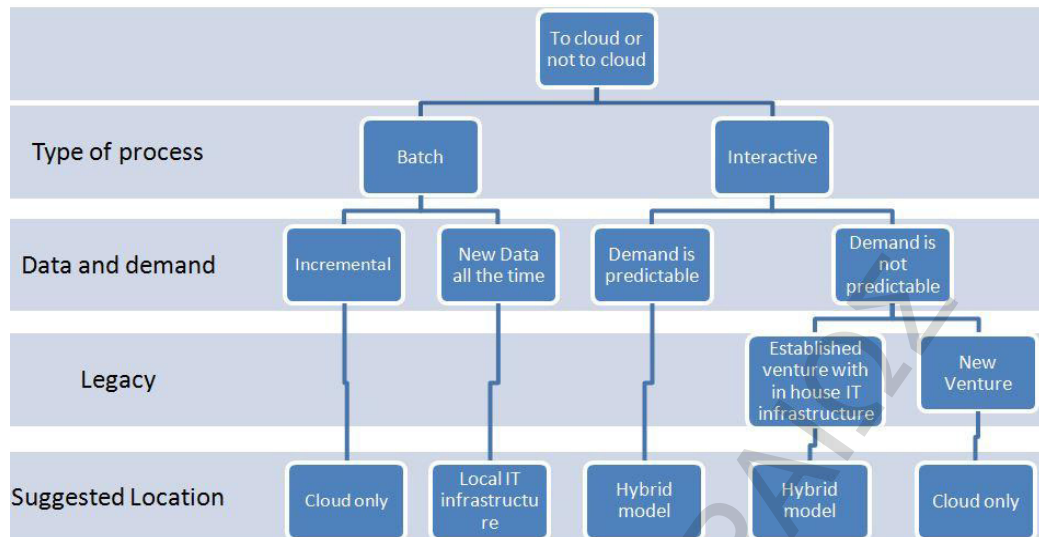 To cloud or
not to cloud
Type of process
Batch
Interactive
Data and demand
Incremental
New Data
all the time
Demand is
predictable
Demand is
not
predictable
Legacy
Established
venture with
in house IT
infrastructure
New
Venture
Suggested Location
Cloud only
Local IT
infrastructu
re
Hybrid
model
Hybrid
model
Cloud only
ΡΑΙΩΣ